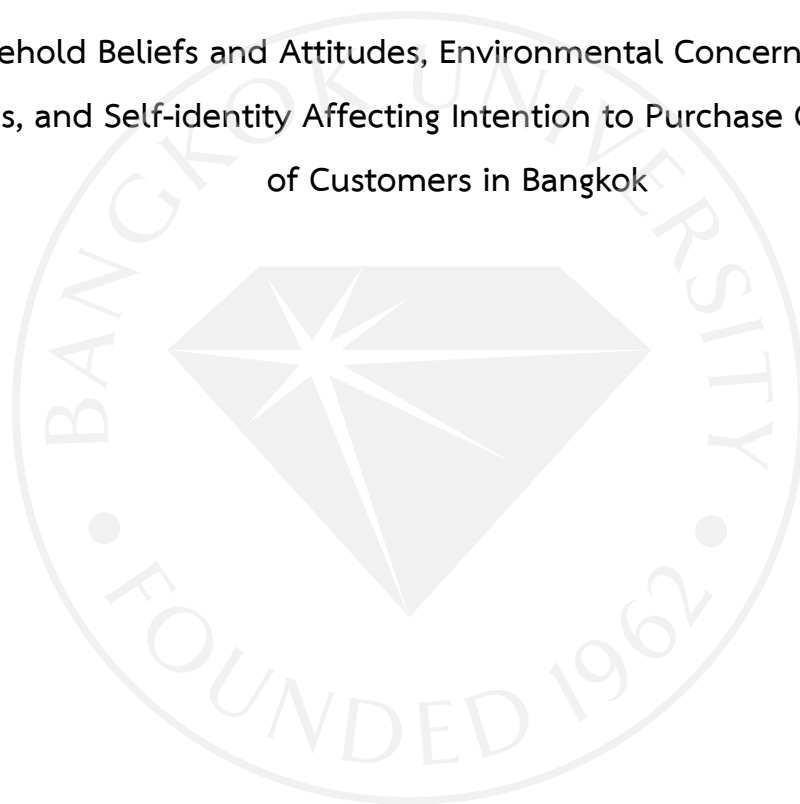 ehold Beliefs and Attitudes, Environmental Concern
s, and Self-identity Affecting Intention to Purchase
of Customers in Bangkok
BANGKOK UNIVERSITY
FOUNDED 1962